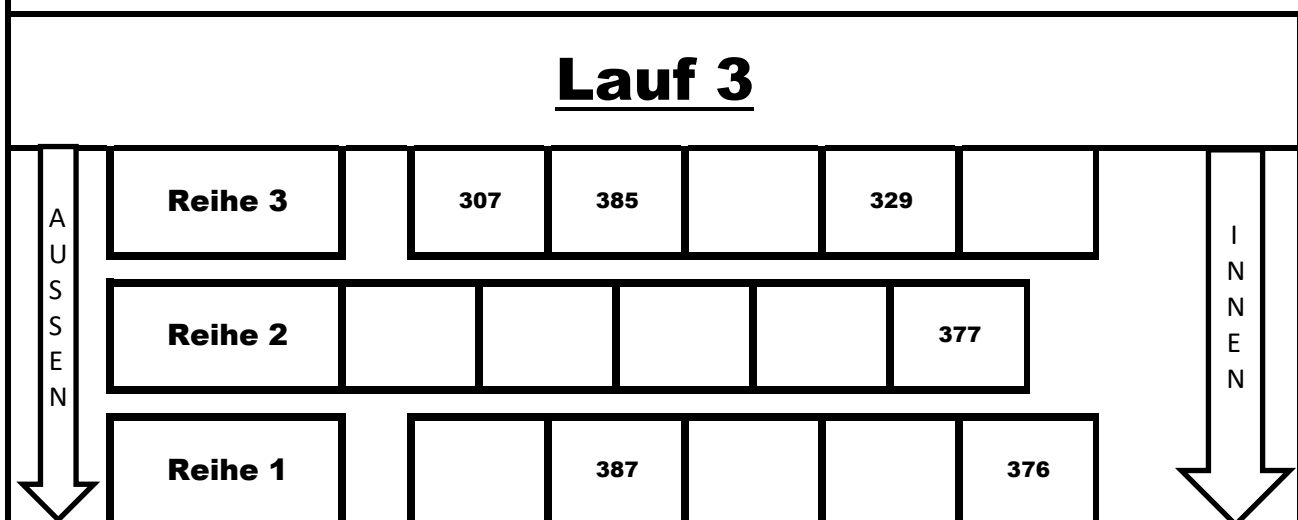 Lauf 3
AUSSEN
INNEN
Reihe 3 307 385 329
Reihe 2 377
Reihe 1 387 376